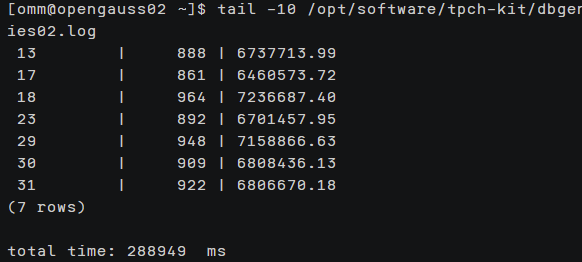 [omm@opengauss02 ~]$ tail -10 /opt/software/tpch-kit/dbgen
ies02.log
13 | 888 | 6737713.99
17 | 861 | 6460573.72
18 | 964 | 7236687.40
23 | 892 | 6701457.95
29 | 948 | 7158866.63
30 | 909 | 6808436.13
31 | 922 | 6806670.18
(7 rows)
total time: 288949 ms